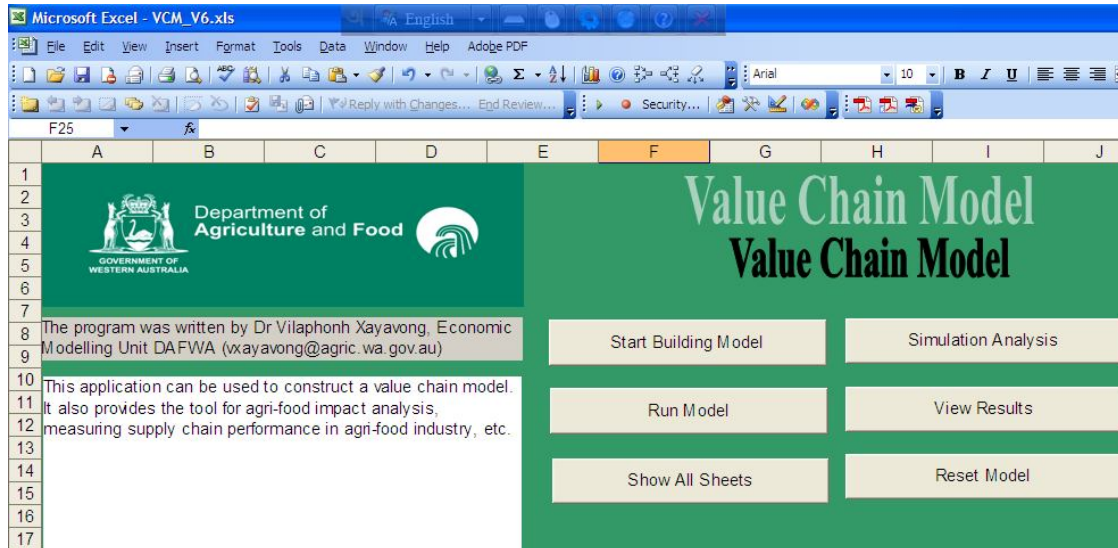 Microsoft Excel - VCM_V6.xls
English
File Edit View Insert Format Tools Data Window Help Adobe PDF
Arial 10 B I U
Reply with Changes... End Review... Security...
F25 fx
A B C D E F G H I J
1
2
3
4
5
6
7
8
9
10
11
12
13
14
15
16
17
GOVERNMENT OF
WESTERN AUSTRALIA
Department of
Agriculture and Food
Value Chain Model
Value Chain Model
The program was written by Dr Vilaphonh Xayavong, Economic
Modelling Unit DAFWA (vxayavong@agric.wa.gov.au)
This application can be used to construct a value chain model.
It also provides the tool for agri-food impact analysis,
measuring supply chain performance in agri-food industry, etc.
Start Building Model
Simulation Analysis
Run Model
View Results
Show All Sheets
Reset Model